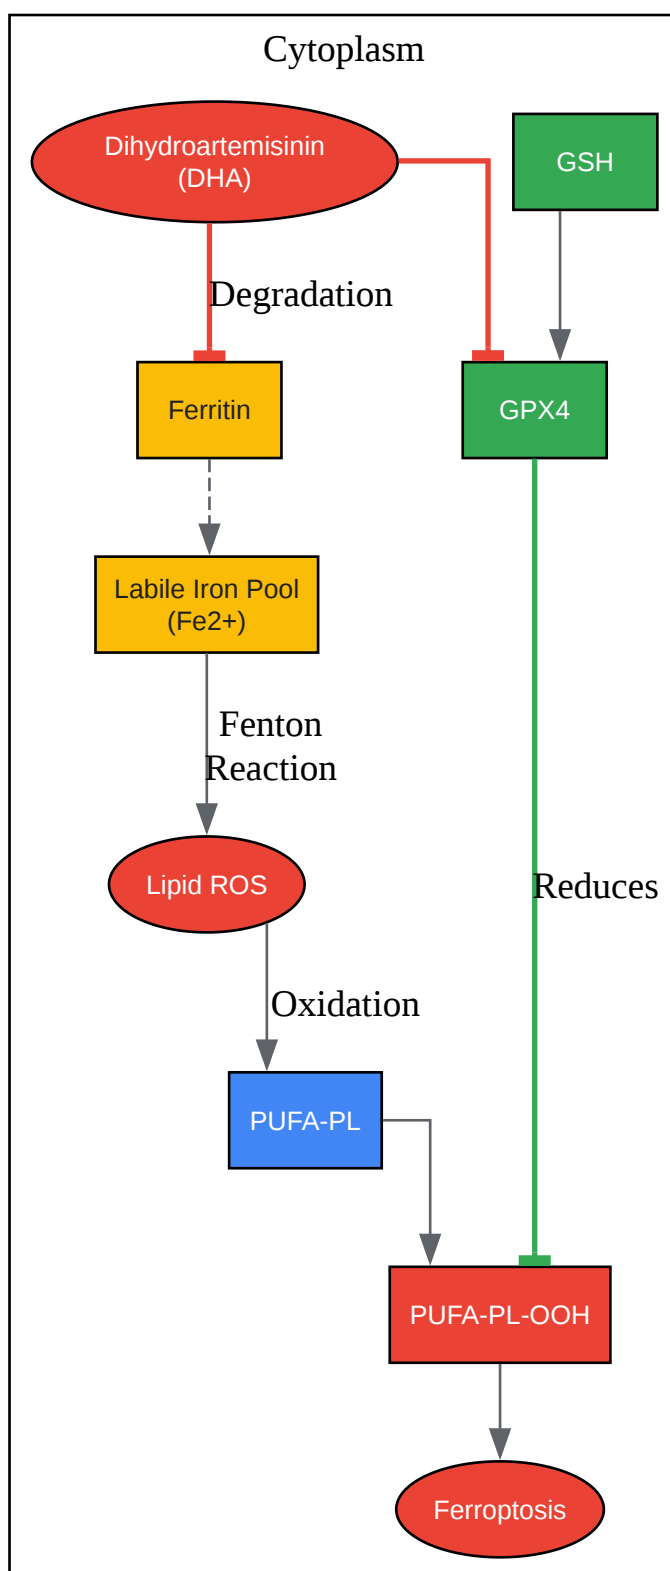 Cytoplasm
Dihydroartemisinin
(DHA)
GSH
Degradation
Ferritin
GPX4
Labile Iron Pool
(Fe2+)
Fenton
Reaction
Lipid ROS
Reduces
Oxidation
PUFA-PL
PUFA-PL-OOH
Ferroptosis